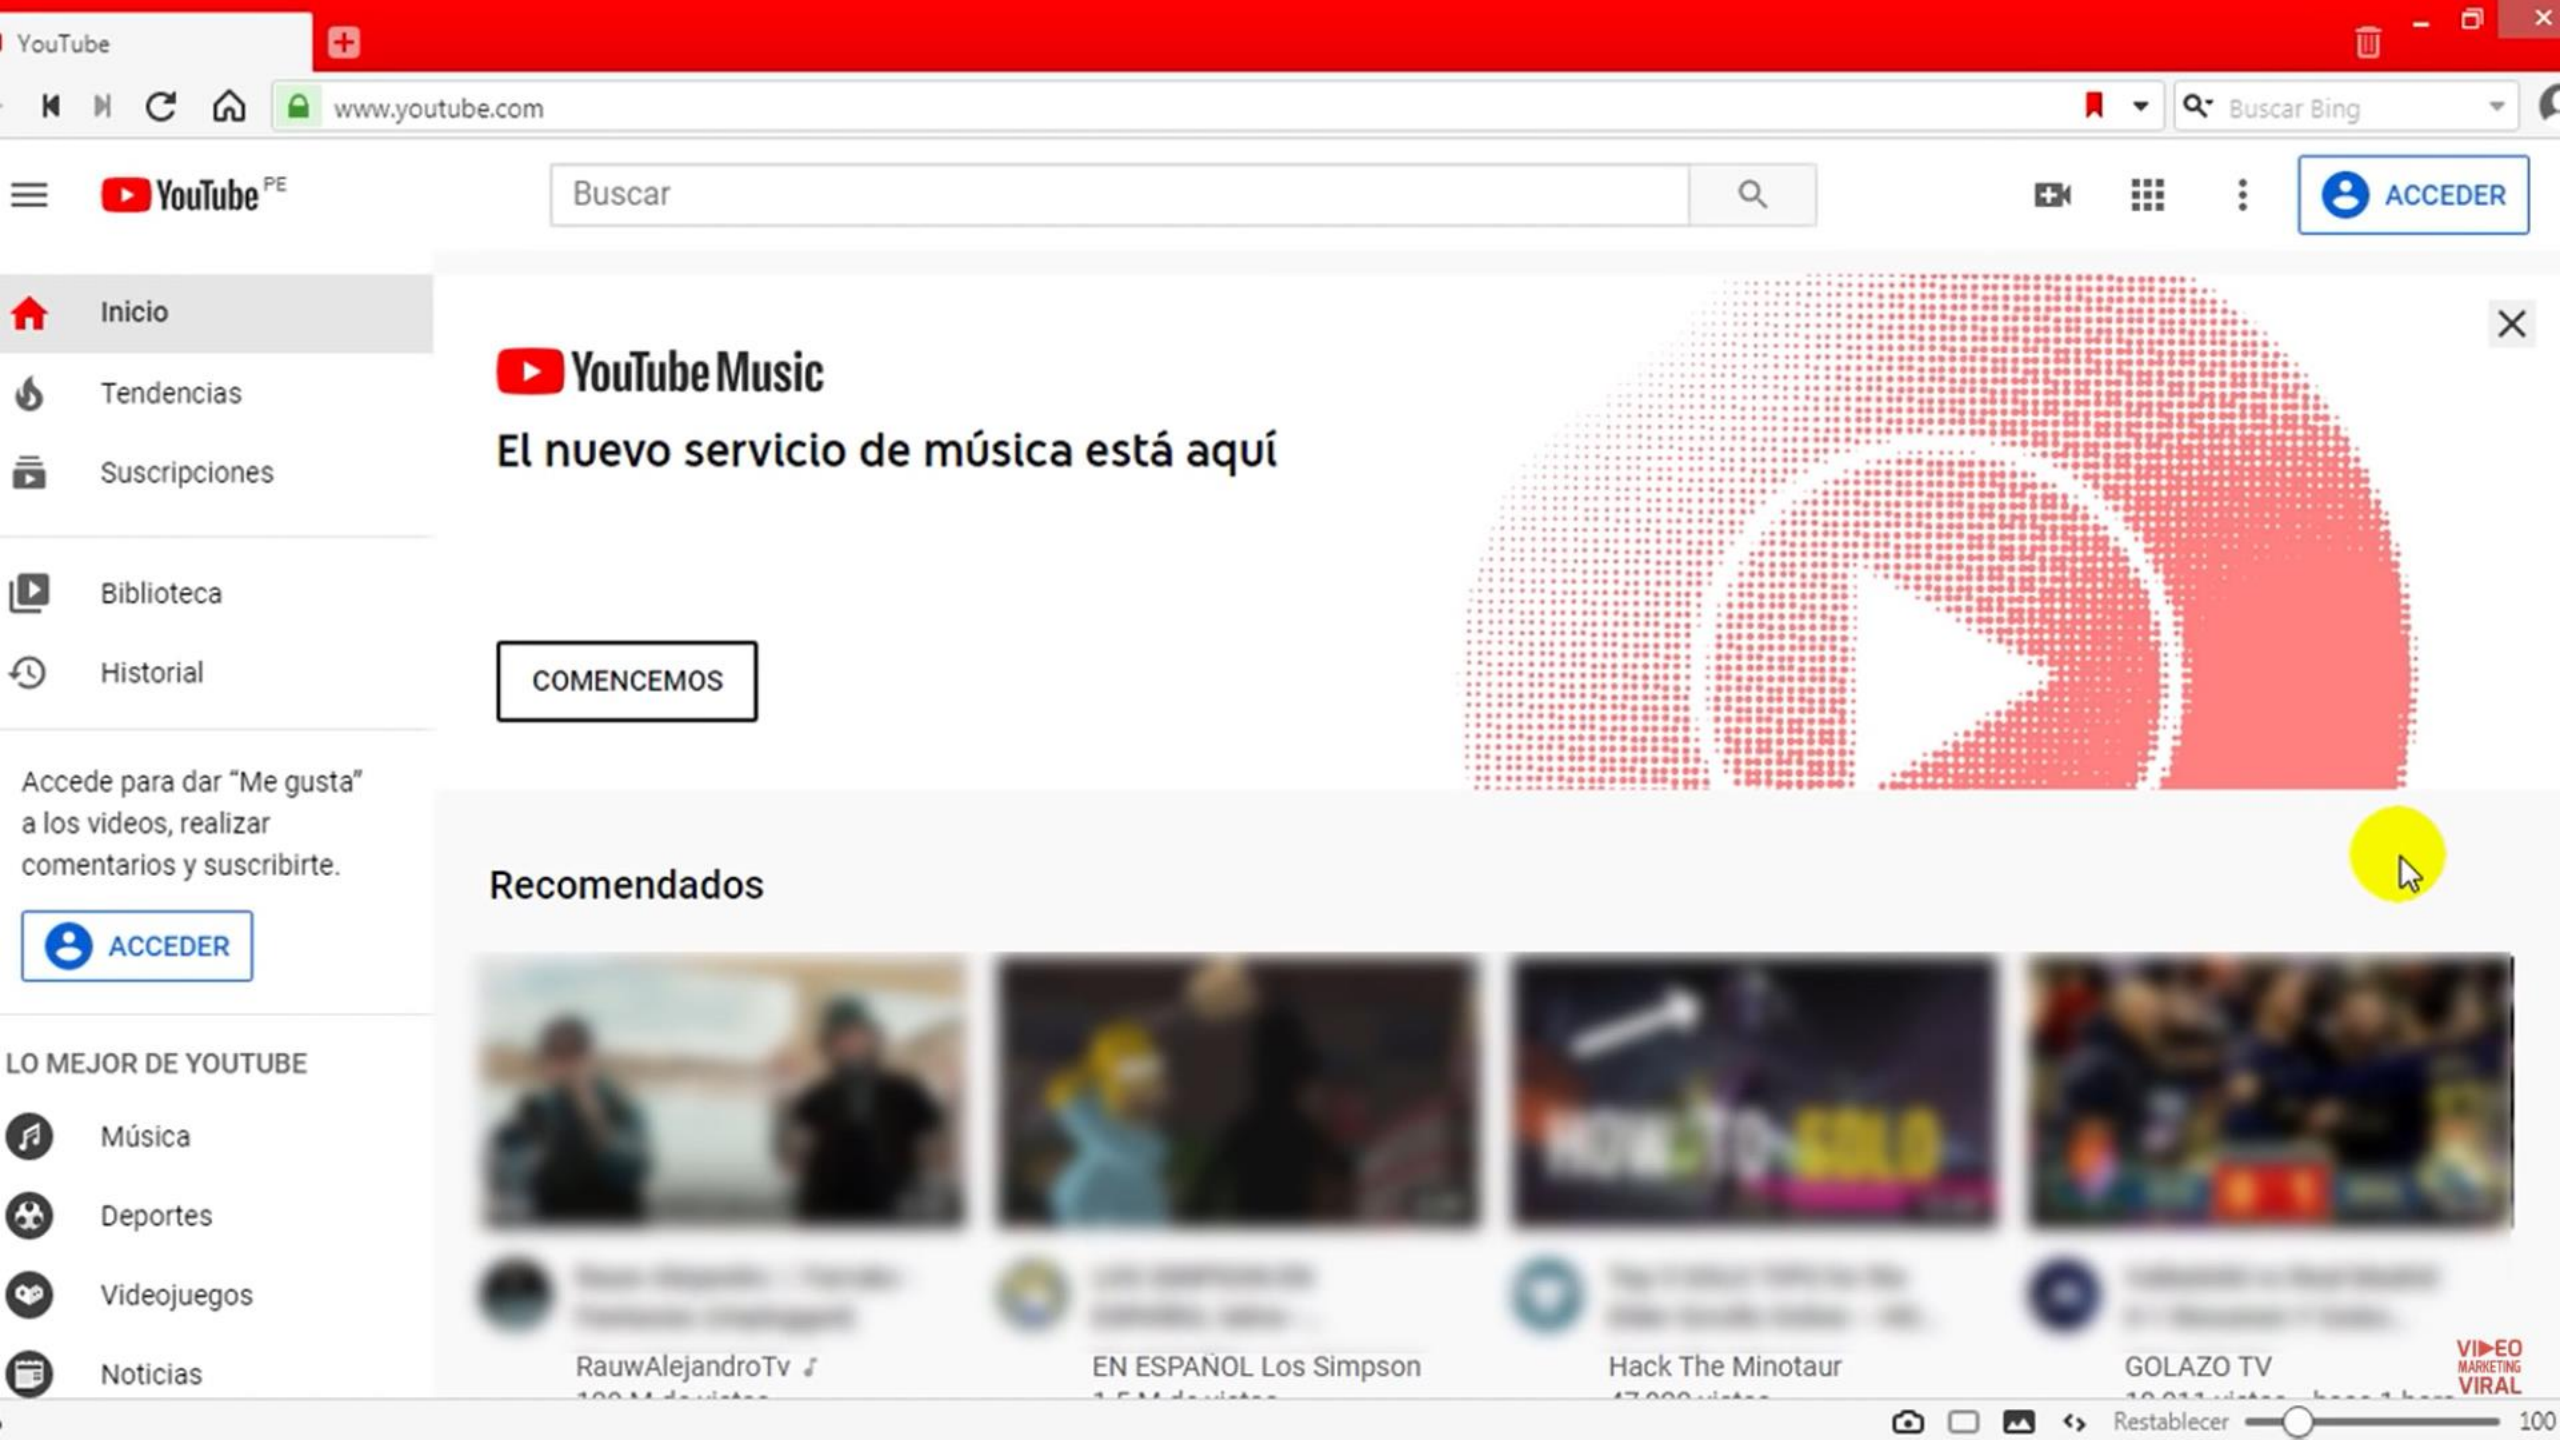 YouTube
www.youtube.com
Buscar Bing
YouTube PE
Buscar
ACCEDER
Inicio
Tendencias
Suscripciones
Biblioteca
Historial
Accede para dar “Me gusta”
a los videos, realizar
comentarios y suscribirte.
ACCEDER
LO MEJOR DE YOUTUBE
Música
Deportes
Videojuegos
Noticias
YouTube Music
El nuevo servicio de música está aquí
COMENCEMOS
Recomendados
HOW TO SOLO
RauwAlejandroTv
EN ESPAÑOL Los Simpson
Hack The Minotaur
GOLAZO TV
VIDEO
MARKETING
VIRAL
Restablecer
100